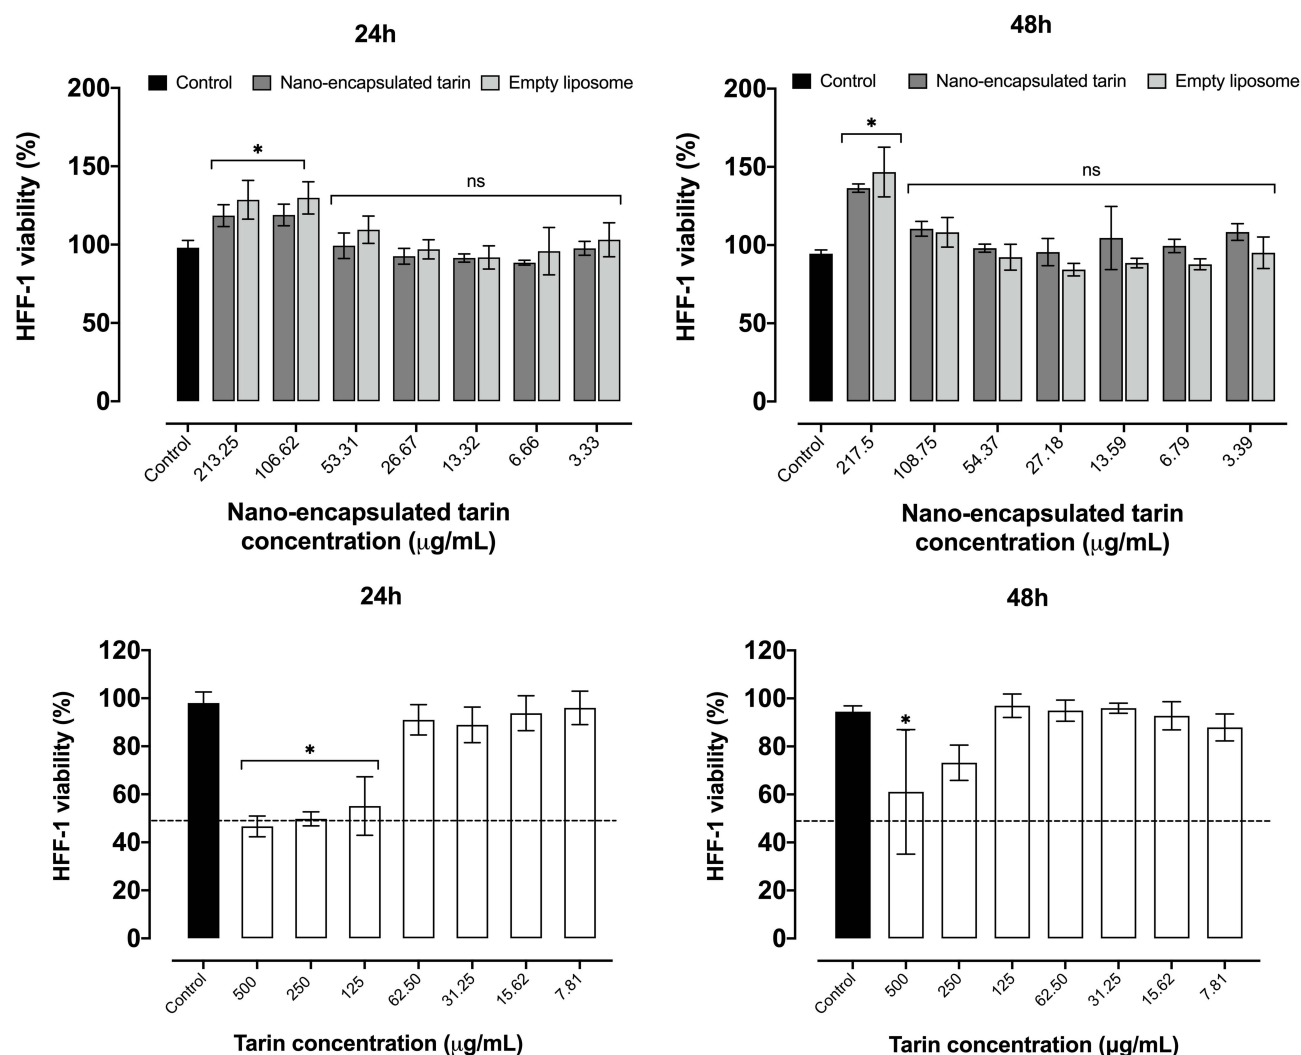 24h
Control
Nano-encapsulated tarin
Empty liposome
HFF-1 viability (%)
200
150
100
50
0
*
ns
Control
213.25
106.62
53.31
26.67
13.32
6.66
3.33
Nano-encapsulated tarin
concentration (μg/mL)
48h
Control
Nano-encapsulated tarin
Empty liposome
HFF-1 viability (%)
200
150
100
50
0
*
ns
Control
217.5
108.75
54.37
27.18
13.59
6.79
3.39
Nano-encapsulated tarin
concentration (μg/mL)
24h
HFF-1 viability (%)
120
100
80
60
40
20
0
*
Control
500
250
125
62.50
31.25
15.62
7.81
Tarin concentration (μg/mL)
48h
HFF-1 viability (%)
120
100
80
60
40
20
0
*
Control
500
250
125
62.50
31.25
15.62
7.81
Tarin concentration (μg/mL)